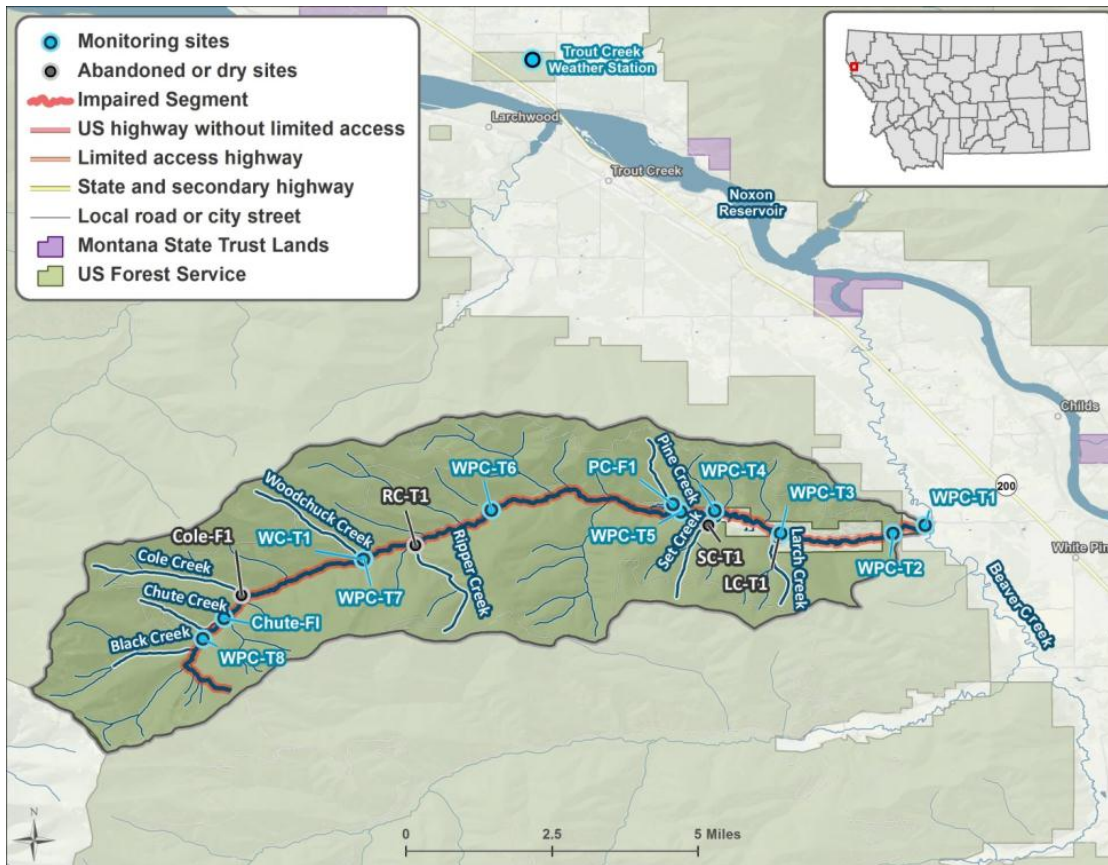 Monitoring sites
Abandoned or dry sites
Impaired Segment
US highway without limited access
Limited access highway
State and secondary highway
Local road or city street
Montana State Trust Lands
US Forest Service
Trout Creek
Weather Station
Larchwood
Trout Creek
Noxon
Reservoir
Childs
200
White Pin
Beaver Creek
WPC-T1
WPC-T2
WPC-T3
WPC-T4
Pine Creek
PC-F1
WPC-T5
Set Creek
SC-T1
LC-T1
Larch Creek
WPC-T6
RC-T1
Ripper Creek
Woodchuck Creek
WC-T1
WPC-T7
Cole-F1
Cole Creek
Chute Creek
Chute-FI
Black Creek
WPC-T8
N
0
2.5
5 Miles